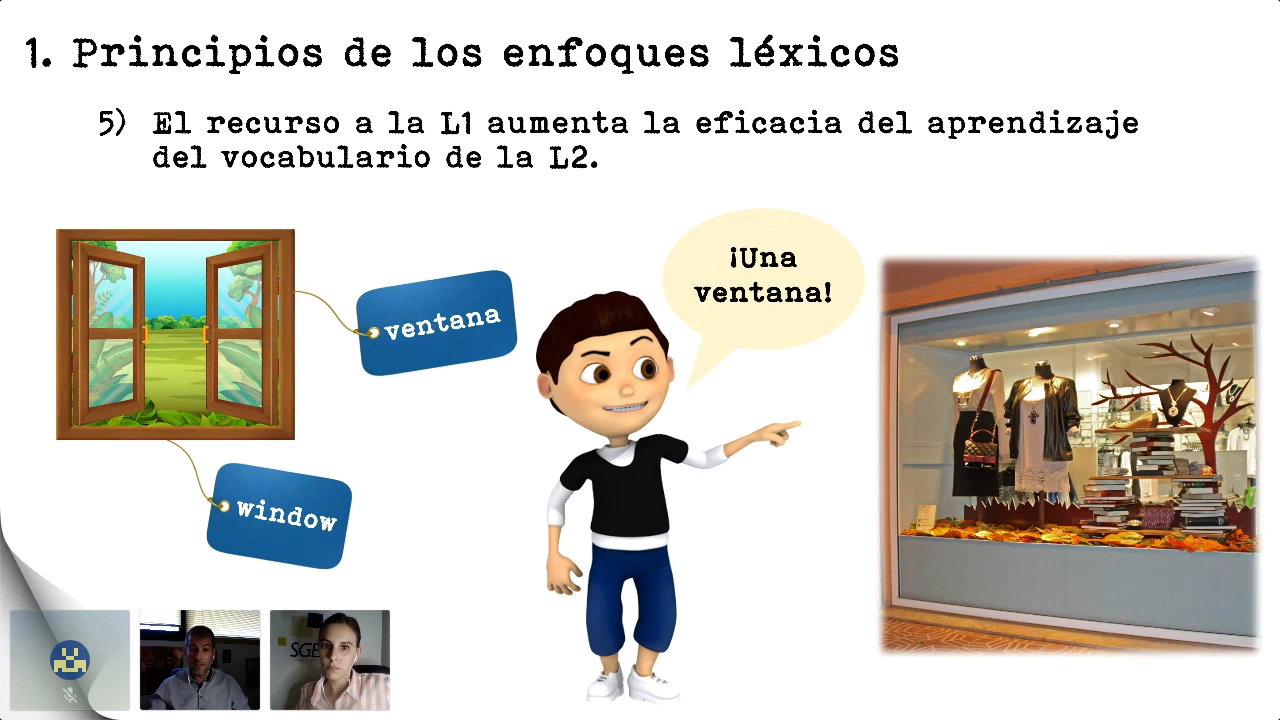 1. Principios de los enfoques léxicos
5) El recurso a la L1 aumenta la eficacia del aprendizaje
del vocabulario de la L2.
¡Una
ventana!
ventana
window
SGE